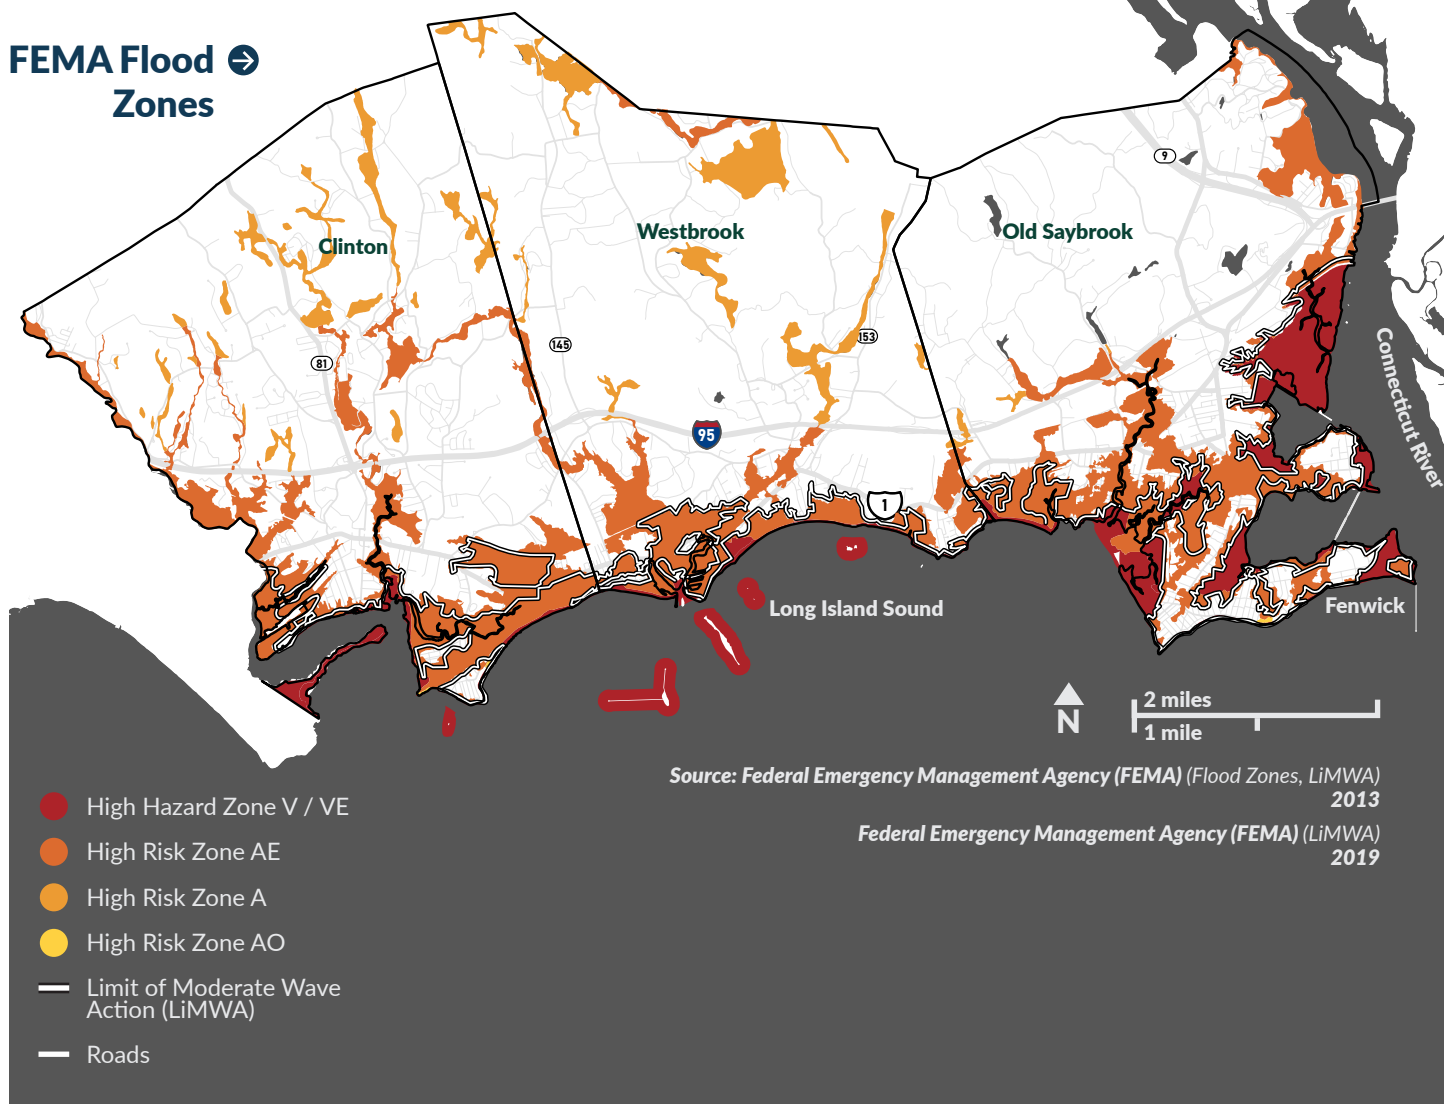 FEMA Flood
Zones
9
Clinton
Westbrook
Old Saybrook
145
153
81
Connecticut River
95
1
Long Island Sound
Fenwick
2 miles
N
1 mile
Source: Federal Emergency Management Agency (FEMA) (Flood Zones, LiMWA)
2013
Federal Emergency Management Agency (FEMA) (LiMWA)
2019
High Hazard Zone V / VE
High Risk Zone AE
High Risk Zone A
High Risk Zone AO
Limit of Moderate Wave
Action (LiMWA)
Roads